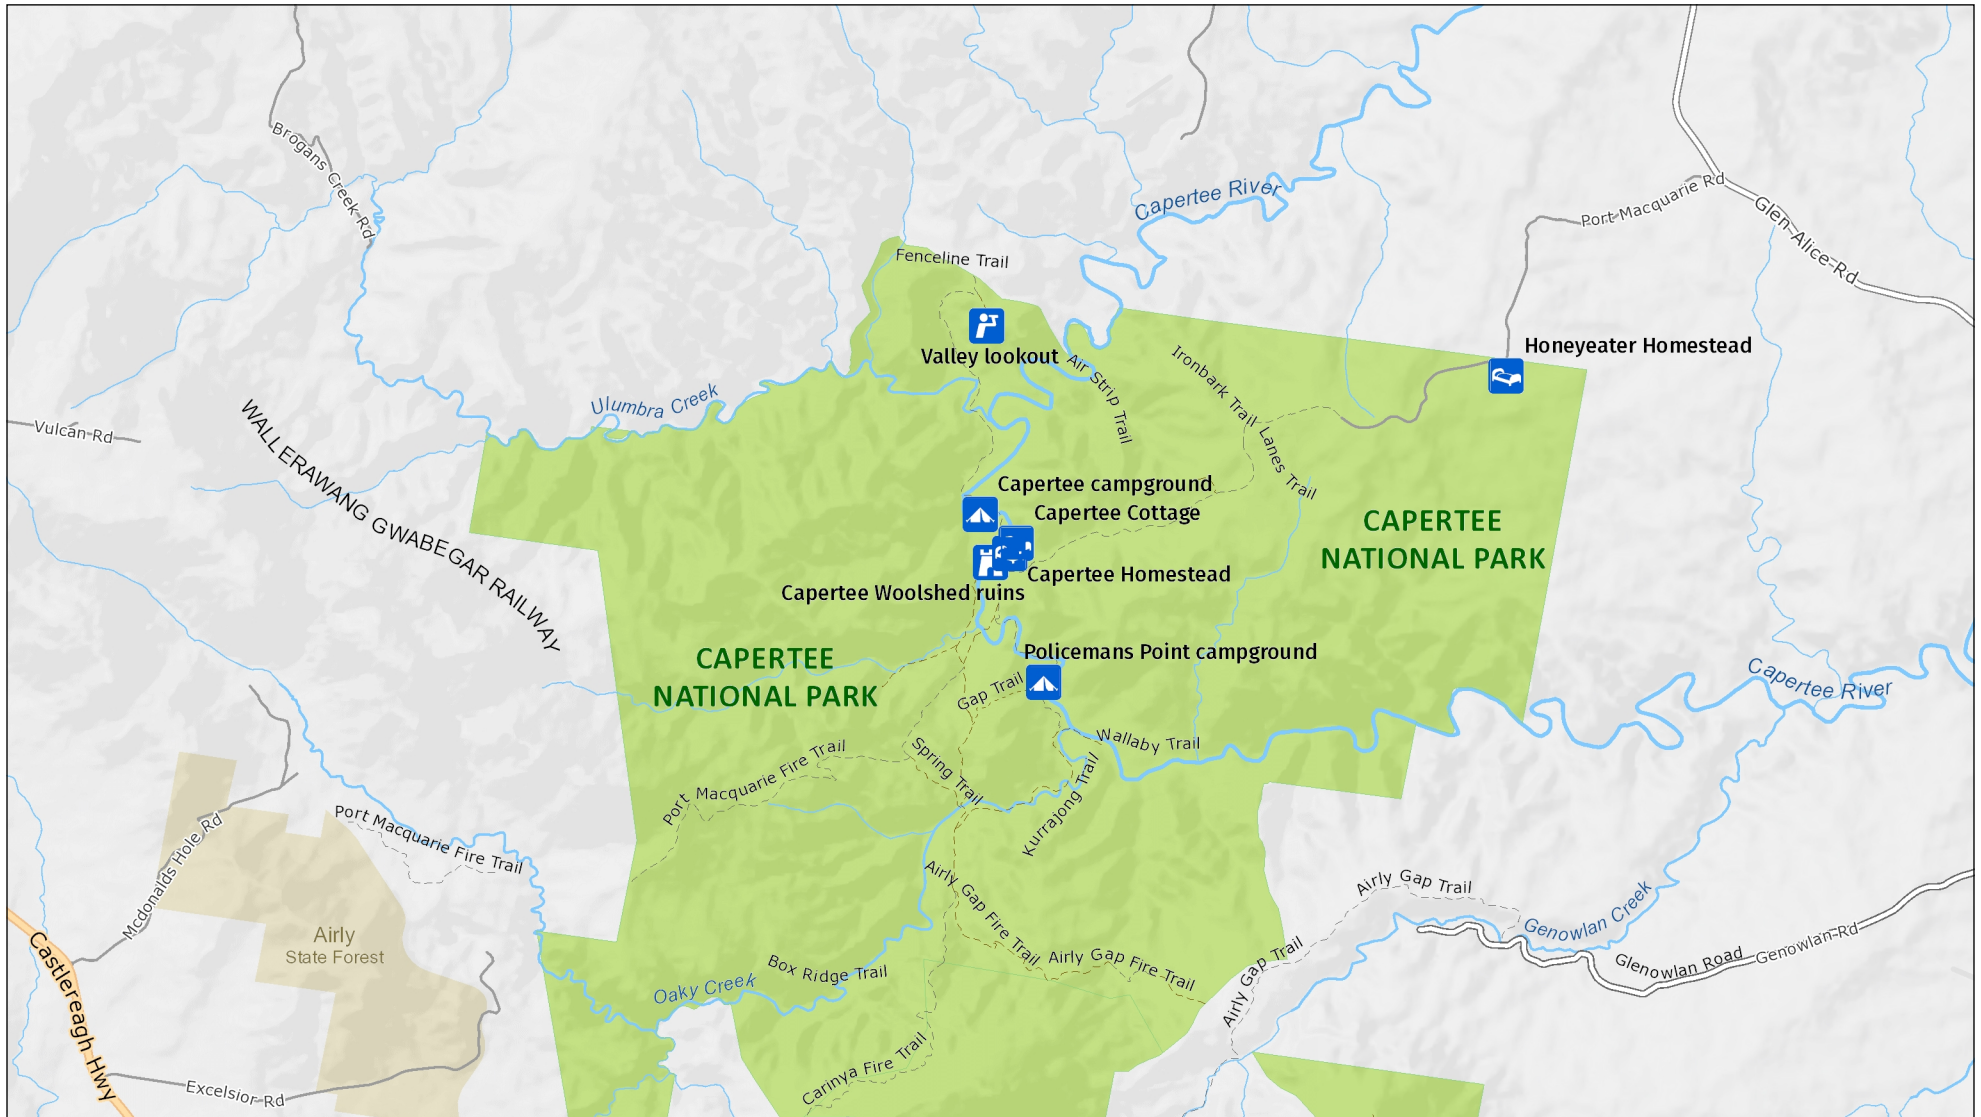 Brogans Creek Rd
Capertee River
Port Macquarie Rd
Glen Alice Rd
Fenceline Trail
Valley lookout
Air Strip Trail
Ironbark Trail
Honeyeater Homestead
Ulumbra Creek
Vulcan Rd
WALLERAWANG GWABEGAR RAILWAY
Lanes Trail
Capertee campground
Capertee Cottage
CAPERTEE
NATIONAL PARK
Capertee Homestead
Capertee Woolshed ruins
Policemans Point campground
CAPERTEE
NATIONAL PARK
Gap Trail
Capertee River
Wallaby Trail
Spring Trail
Port Macquarie Fire Trail
Kurrajong Trail
Port Macquarie Fire Trail
Mcdonalds Hole Rd
Airly Gap Fire Trail
Airly Gap Trail
Genowlan Creek
Airly
State Forest
Castlereagh Hwy
Box Ridge Trail
Airly Gap Fire Trail
Airly Gap Trail
Glenowlan Road
Genowlan Rd
Oaky Creek
Carinya Fire Trail
Excelsior Rd